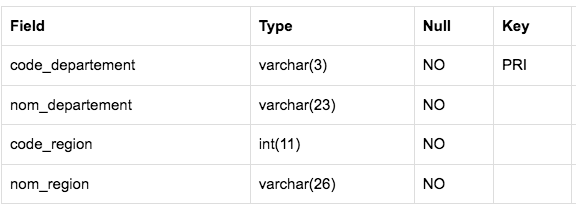 Field Type Null Key
code_departement varchar(3) NO PRI
nom_departement varchar(23) NO
code_region int(11) NO
nom_region varchar(26) NO